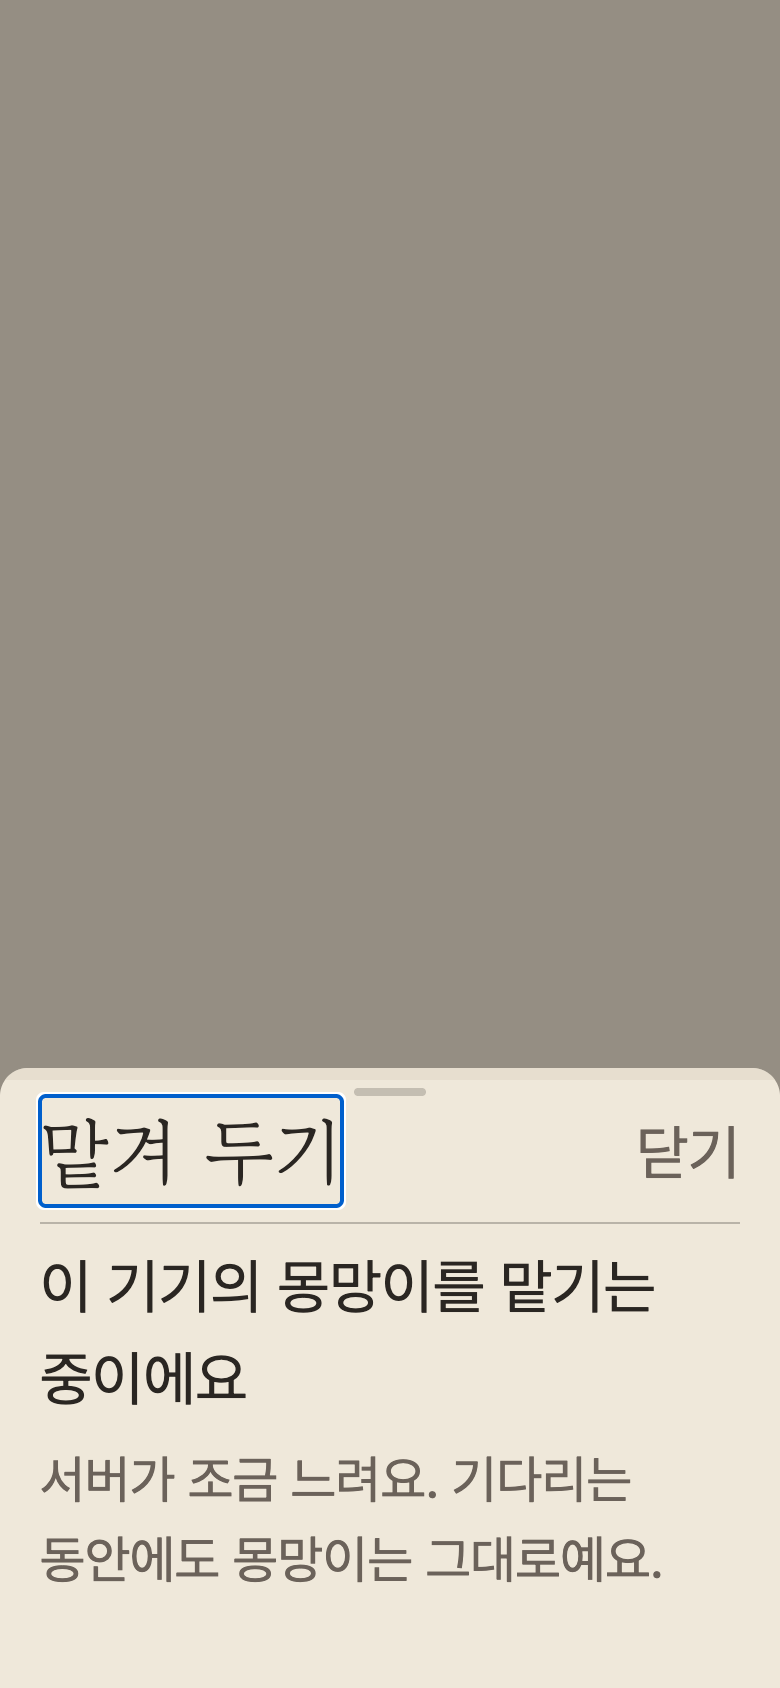 맡겨 두기
닫기
이 기기의 몽망이를 맡기는
중이에요
서버가 조금 느려요. 기다리는
동안에도 몽망이는 그대로예요.